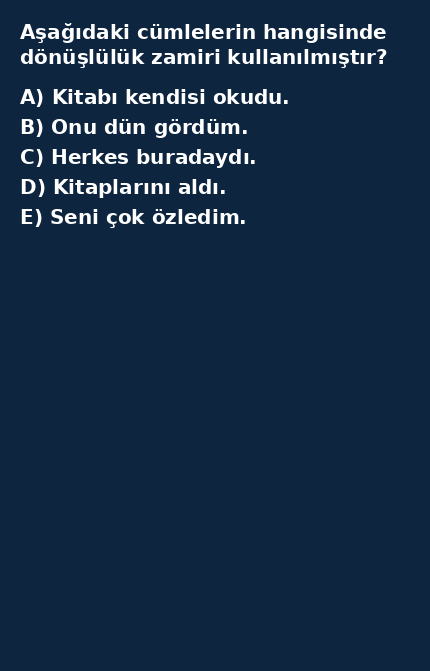 Aşağıdaki cümlelerin hangisinde
dönüşlülük zamiri kullanılmıştır?
A) Kitabı kendisi okudu.
B) Onu dün gördüm.
C) Herkes buradaydı.
D) Kitaplarını aldı.
E) Seni çok özledim.